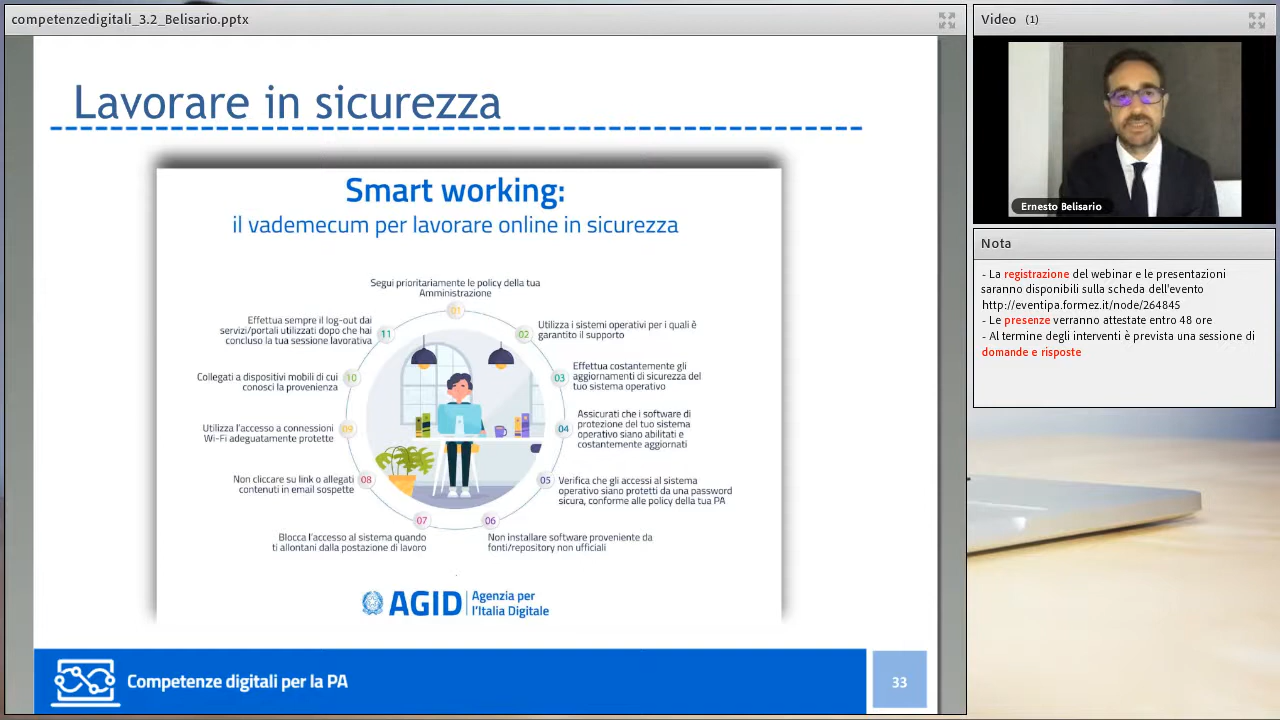 competenzedigitali_3.2_Belisario.pptx
Lavorare in sicurezza
Smart working:
il vademecum per lavorare online in sicurezza
Segui prioritariamente le policy della tua
Amministrazione
01
Utilizza i sistemi operativi per i quali è
garantito il supporto
02
Effettua costantemente gli
aggiornamenti di sicurezza del
tuo sistema operativo
03
Assicurati che i software di
protezione del tuo sistema
operativo siano abilitati e
costantemente aggiornati
04
Verifica che gli accessi al sistema
operativo siano protetti da una password
sicura, conforme alle policy della tua PA
05
Non installare software proveniente da
fonti/repository non ufficiali
06
Blocca l'accesso al sistema quando
ti allontani dalla postazione di lavoro
07
Non cliccare su link o allegati
contenuti in email sospette
08
Utilizza l'accesso a connessioni
Wi-Fi adeguatamente protette
09
Collegati a dispositivi mobili di cui
conosci la provenienza
10
Effettua sempre il log-out dai
servizi/portali utilizzati dopo che hai
concluso la tua sessione lavorativa
11
AGID
Agenzia per
l'Italia Digitale
Competenze digitali per la PA
33
Video (1)
Ernesto Belisario
Nota
- La registrazione del webinar e le presentazioni
saranno disponibili sulla scheda dell'evento
http://eventipa.formez.it/node/264845
- Le presenze verranno attestate entro 48 ore
- Al termine degli interventi è prevista una sessione di
domande e risposte